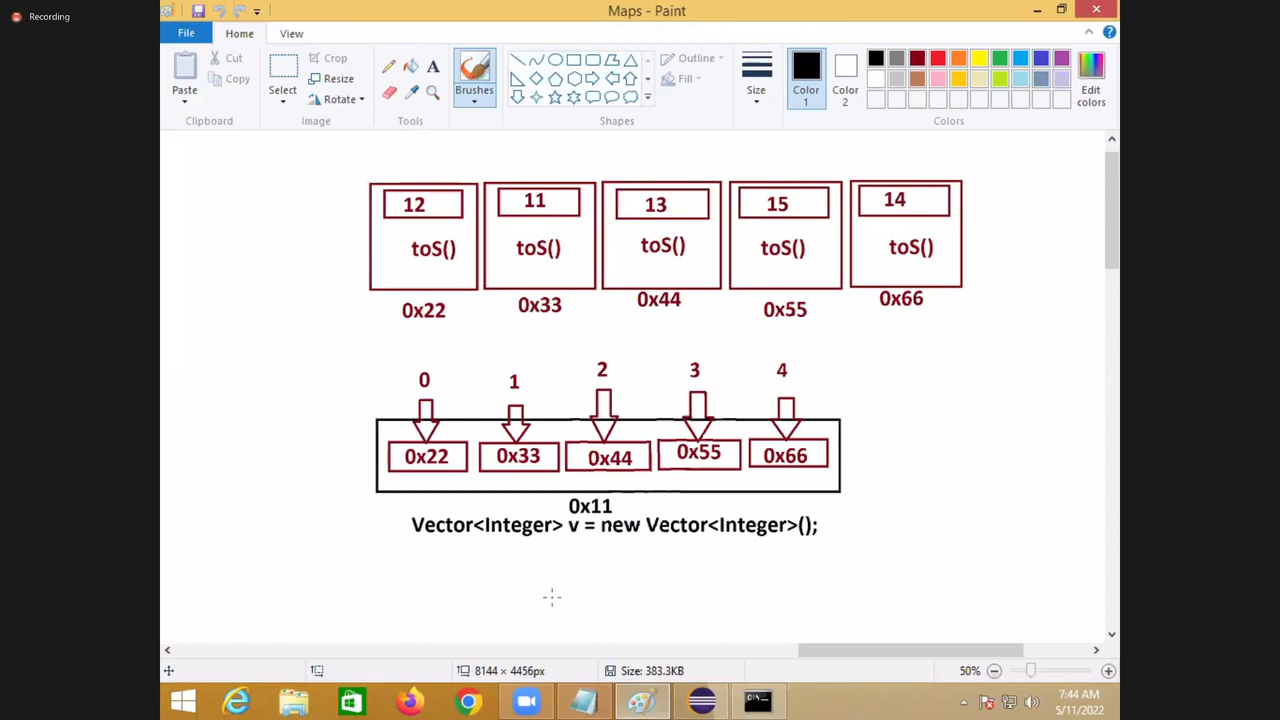 Recording
Maps - Paint
File
Home
View
Paste
Cut
Copy
Clipboard
Select
Crop
Resize
Rotate
Image
Tools
Brushes
Shapes
Outline
Fill
Size
Color
1
Color
2
Edit
colors
Colors
12 11 13 15 14
toS() toS() toS() toS() toS()
0x22 0x33 0x44 0x55 0x66
0 1 2 3 4
0x22 0x33 0x44 0x55 0x66
0x11
Vector<Integer> v = new Vector<Integer>();
8144 × 4456px
Size: 383.3KB
50%
7:44 AM
5/11/2022